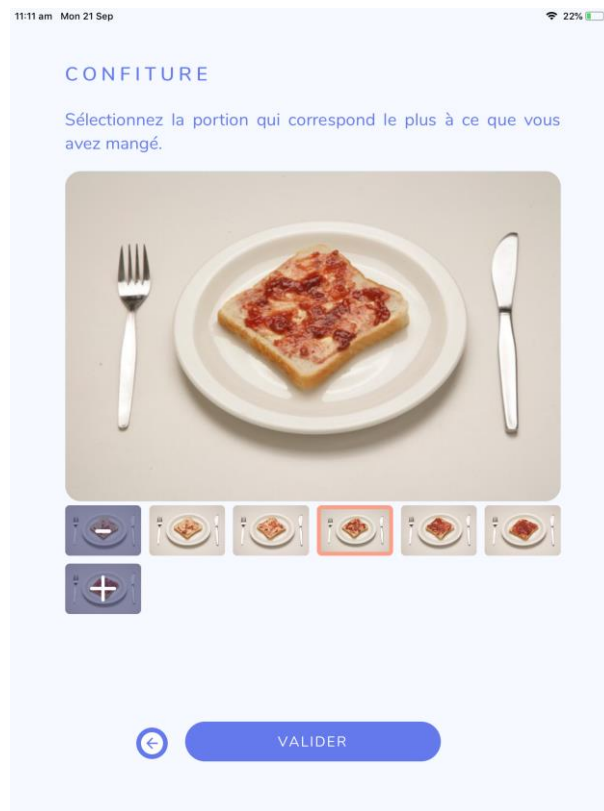 11:11 am Mon 21 Sep 22%
CONFITURE
Sélectionnez la portion qui correspond le plus à ce que vous
avez mangé.
VALIDER